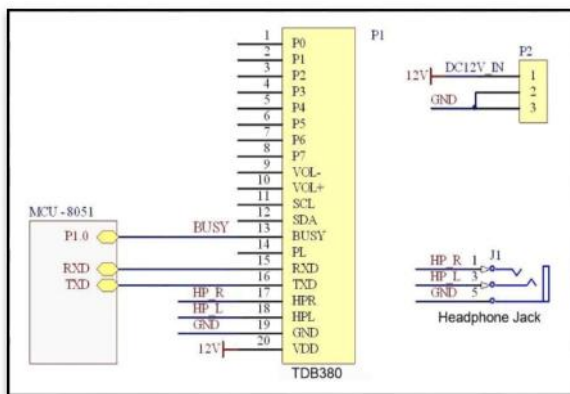 1 P0 P1
2 P1
3 P2
4 P3
5 P4
6 P5
7 P6
8 P7
9 VOL-
10 VOL+
11 SCL
12 SDA
BUSY 13 BUSY
14 PL
15 RXD
16 TXD
HP_R 17 HPR
HP_L 18 HPL
GND 19 GND
12V 20 VDD
TDB380
MCU-8051
P1.0
RXD
TXD
P2
12V DC12V_IN 1
2
GND 3
J1
HP_R 1
HP_L 3
GND 5
Headphone Jack